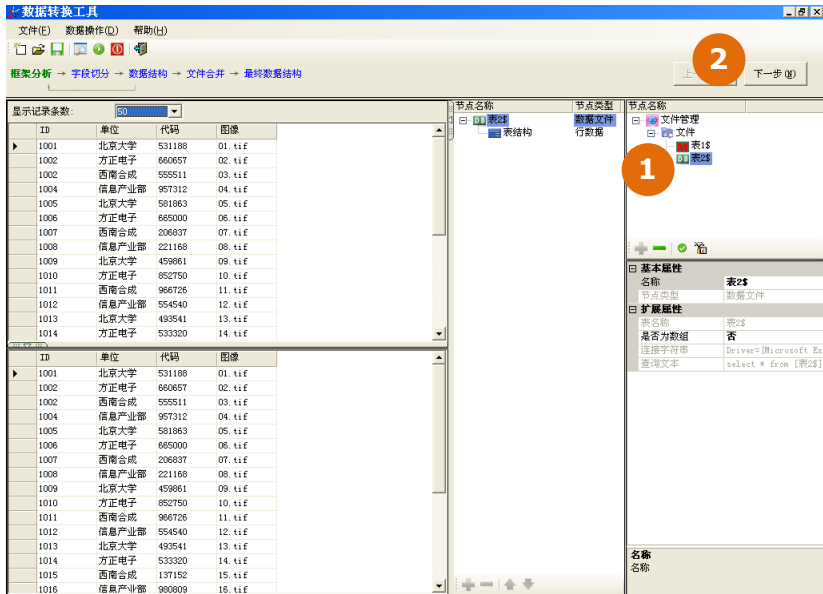 数据转换工具
文件(F) 数据操作(D) 帮助(H)
框架分析 → 字段切分 → 数据结构 → 文件合并 → 最终数据结构
2
下一步(N)
显示记录条数: 50
ID 单位 代码 图像
1001 北京大学 531188 01.tif
1002 方正电子 660657 02.tif
1002 西南合成 555511 03.tif
1004 信息产业部 957312 04.tif
1005 北京大学 581863 05.tif
1006 方正电子 665000 06.tif
1007 西南合成 206837 07.tif
1008 信息产业部 221168 08.tif
1009 北京大学 459861 09.tif
1010 方正电子 852750 10.tif
1011 西南合成 966726 11.tif
1012 信息产业部 554540 12.tif
1013 北京大学 493541 13.tif
1014 方正电子 533320 14.tif
ID 单位 代码 图像
1001 北京大学 531188 01.tif
1002 方正电子 660657 02.tif
1002 西南合成 555511 03.tif
1004 信息产业部 957312 04.tif
1005 北京大学 581863 05.tif
1006 方正电子 665000 06.tif
1007 西南合成 206837 07.tif
1008 信息产业部 221168 08.tif
1009 北京大学 459861 09.tif
1010 方正电子 852750 10.tif
1011 西南合成 966726 11.tif
1012 信息产业部 554540 12.tif
1013 北京大学 493541 13.tif
1014 方正电子 533320 14.tif
1015 西南合成 137152 15.tif
1016 信息产业部 980809 16.tif
节点名称 节点类型
表2$ 数据文件
表结构 行数据
节点名称
文件管理
文件
表1$
表2$
1
基本属性
名称 表2$
节点类型 数据文件
扩展属性
表名称 表2$
是否为数组 否
连接字符串 Driver={Microsoft Ex
查询文本 select * from [表2$]
名称
名称